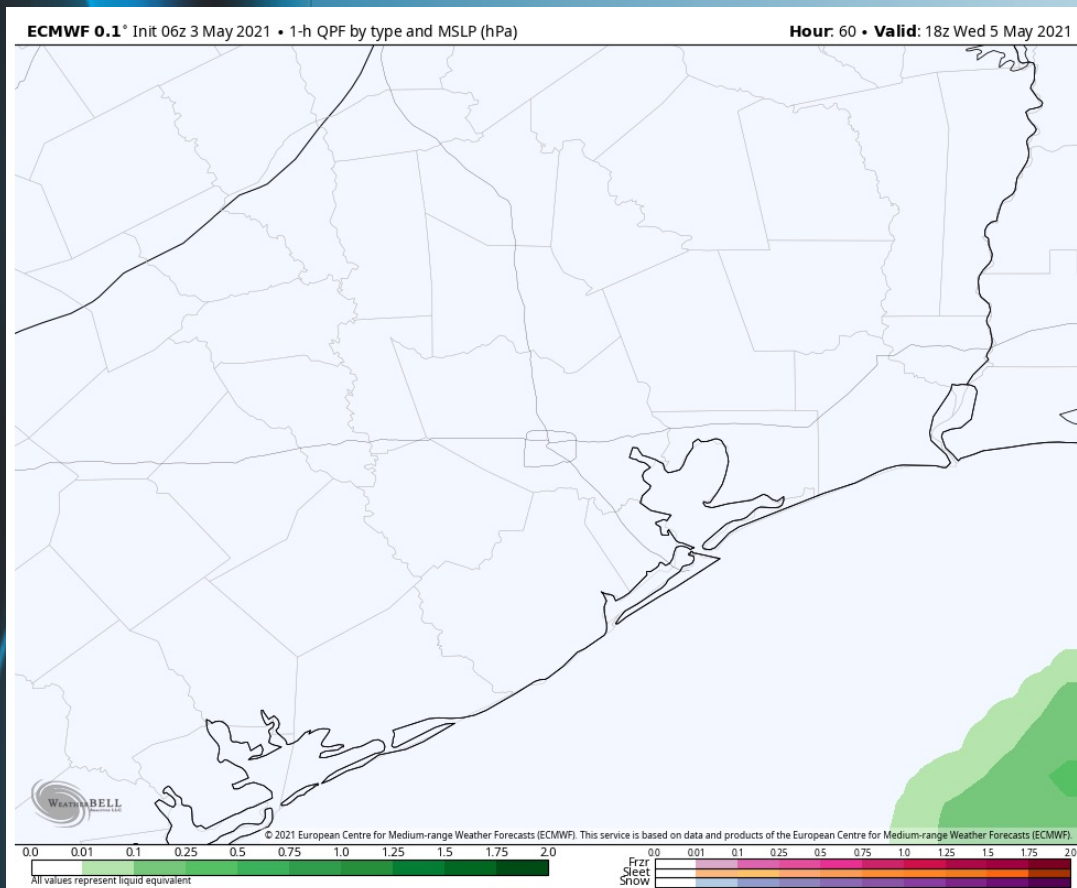 ECMWF 0.1° Init 06z 3 May 2021 • 1-h QPF by type and MSLP (hPa)
Hour: 60 • Valid: 18z Wed 5 May 2021
WEATHERBELL
© 2021 European Centre for Medium-range Weather Forecasts (ECMWF). This service is based on data and products of the European Centre for Medium-range Weather Forecasts (ECMWF).
0.0 0.01 0.1 0.25 0.5 0.75 1.0 1.25 1.5 1.75 2.0
All values represent liquid equivalent
0.0 0.01 0.1 0.25 0.5 0.75 1.0 1.25 1.5 1.75 2.0
Frzr
Sleet
Snow